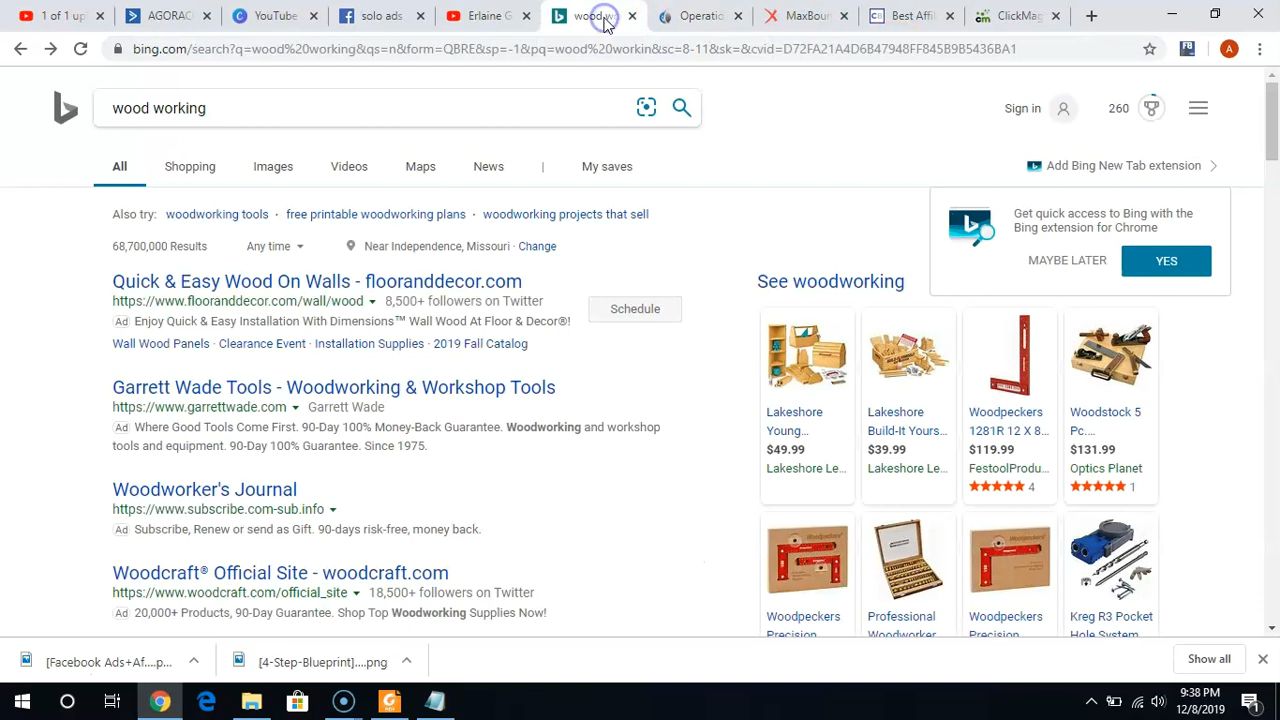 1 of 1 up
AGORAC
YouTube
solo ads
Erlaine G
wood wo
Operatio
MaxBou
Best Affil
ClickMag
bing.com/search?q=wood%20working&qs=n&form=QBRE&sp=-1&pq=wood%20workin&sc=8-11&sk=&cvid=D72FA21A4D6B47498364F845B9B5436BA1
FB
A
wood working
Sign in
260
All
Shopping
Images
Videos
Maps
News
|
My saves
Add Bing New Tab extension
Also try: woodworking tools · free printable woodworking plans · woodworking projects that sell
Get quick access to Bing with the
Bing extension for Chrome
MAYBE LATER
YES
68,700,000 Results
Any time
Near Independence, Missouri · Change
Quick & Easy Wood On Walls - flooranddecor.com
https://www.flooranddecor.com/wall/wood 8,500+ followers on Twitter
Ad Enjoy Quick & Easy Installation With Dimensions™ Wall Wood At Floor & Decor®!
Wall Wood Panels · Clearance Event · Installation Supplies · 2019 Fall Catalog
Schedule
Garrett Wade Tools - Woodworking & Workshop Tools
https://www.garrettwade.com Garrett Wade
Ad Where Good Tools Come First. 90-Day 100% Money-Back Guarantee. Woodworking and workshop
tools and equipment. 90-Day 100% Guarantee. Since 1975.
Woodworker's Journal
https://www.subscribe.com-sub.info
Ad Subscribe, Renew or send as Gift. 90-days risk-free, money back.
Woodcraft® Official Site - woodcraft.com
https://www.woodcraft.com/official_site 18,500+ followers on Twitter
Ad 20,000+ Products, 90-Day Guarantee. Shop Top Woodworking Supplies Now!
See woodworking
Lakeshore
Young...
$49.99
Lakeshore Le...
Lakeshore
Build-It Yours...
$39.99
Lakeshore Le...
Woodpeckers
1281R 12 X 8...
$119.99
FestoolProdu...
4
Woodstock 5
Pc....
$131.99
Optics Planet
1
Woodpeckers
Precision
Professional
Woodworker
Woodpeckers
Precision
Kreg R3 Pocket
Hole System
[Facebook Ads+Af....p...
[4-Step-Blueprint]....png
Show all
9:38 PM
12/8/2019
1